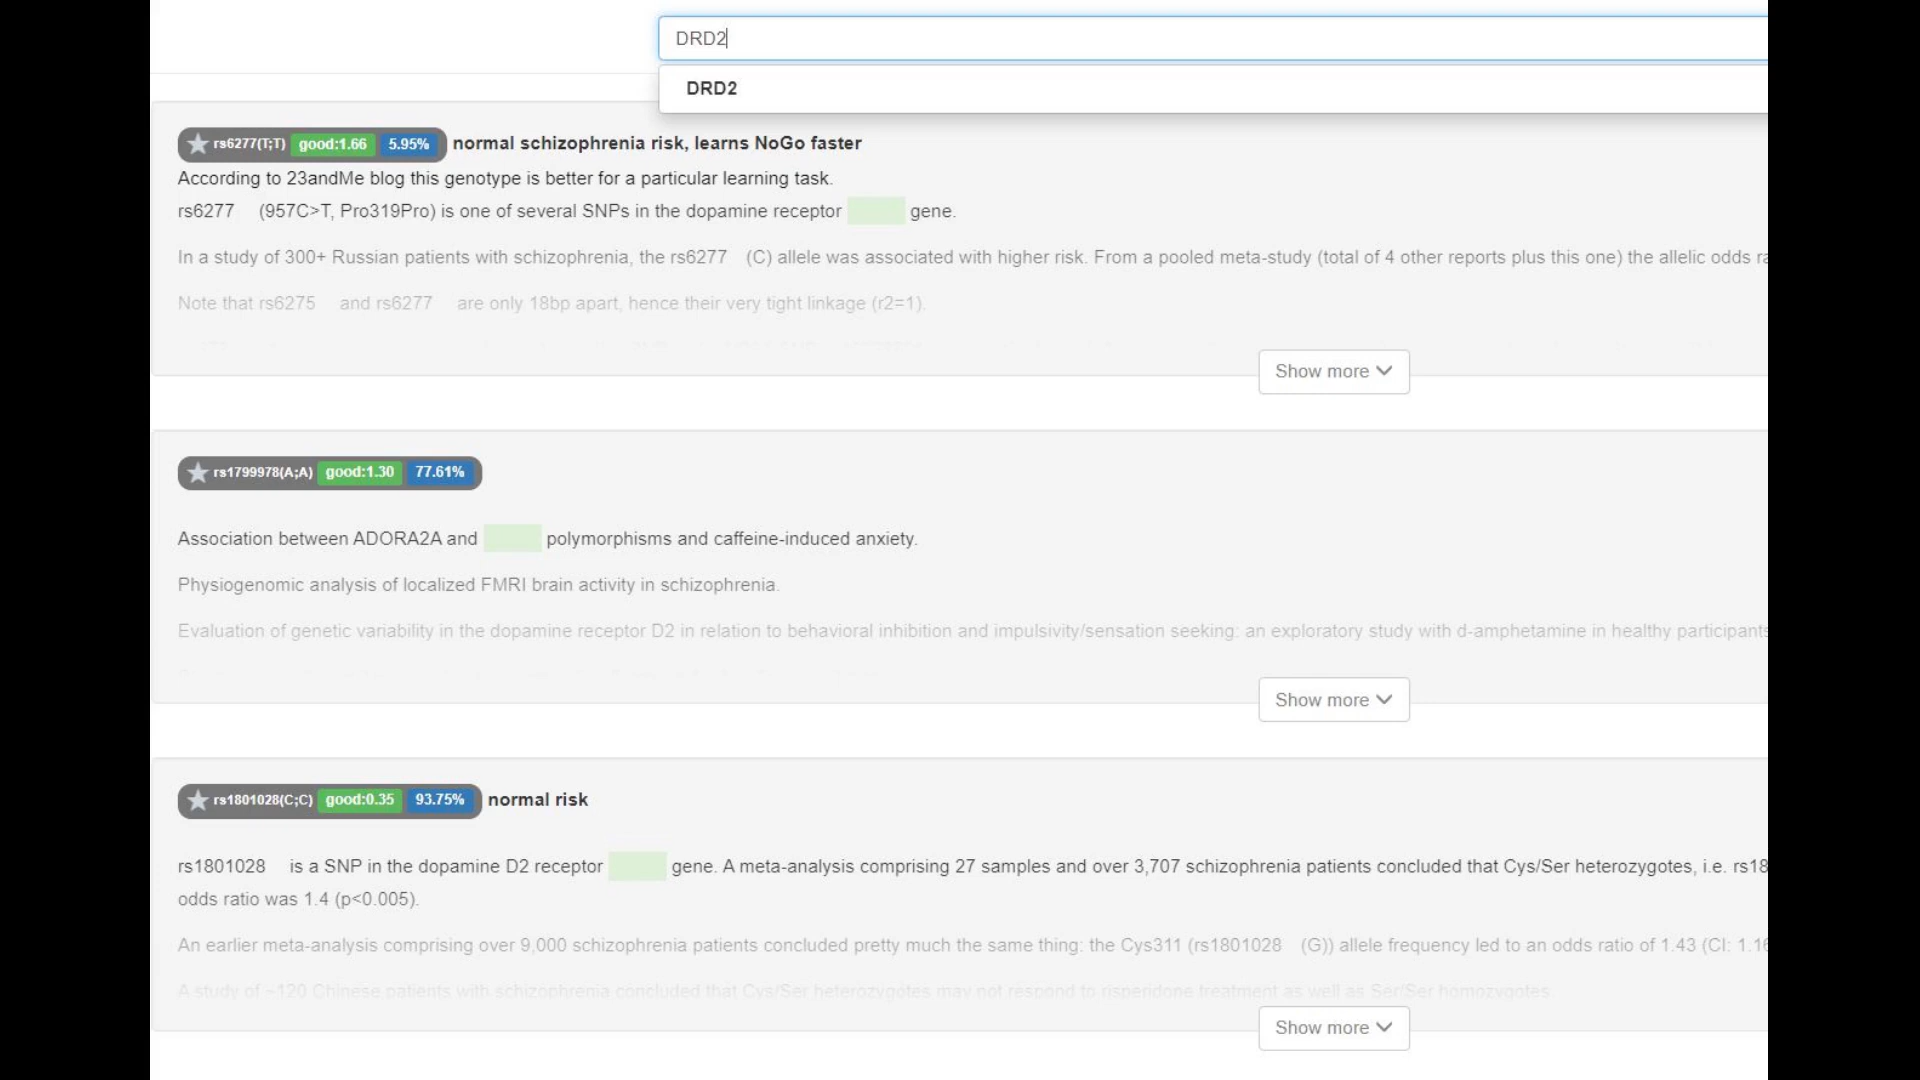 DRD2
DRD2
rs6277(T;T) good:1.66 5.95% normal schizophrenia risk, learns NoGo faster
According to 23andMe blog this genotype is better for a particular learning task.
rs6277 (957C>T, Pro319Pro) is one of several SNPs in the dopamine receptor gene.
In a study of 300+ Russian patients with schizophrenia, the rs6277 (C) allele was associated with higher risk. From a pooled meta-study (total of 4 other reports plus this one) the allelic odds
Note that rs6275 and rs6277 are only 18bp apart, hence their very tight linkage (r2=1).
Show more
rs1799978(A;A) good:1.30 77.61%
Association between ADORA2A and polymorphisms and caffeine-induced anxiety.
Physiogenomic analysis of localized FMRI brain activity in schizophrenia.
Evaluation of genetic variability in the dopamine receptor D2 in relation to behavioral inhibition and impulsivity/sensation seeking: an exploratory study with d-amphetamine in healthy participants
Show more
rs1801028(C;C) good:0.35 93.75% normal risk
rs1801028 is a SNP in the dopamine D2 receptor gene. A meta-analysis comprising 27 samples and over 3,707 schizophrenia patients concluded that Cys/Ser heterozygotes, i.e. rs18
odds ratio was 1.4 (p<0.005).
An earlier meta-analysis comprising over 9,000 schizophrenia patients concluded pretty much the same thing: the Cys311 (rs1801028 (G)) allele frequency led to an odds ratio of 1.43 (CI: 1.16
A study of ~120 Chinese patients with schizophrenia concluded that Cys/Ser heterozygotes may not respond to risperidone treatment as well as Ser/Ser homozygotes.
Show more